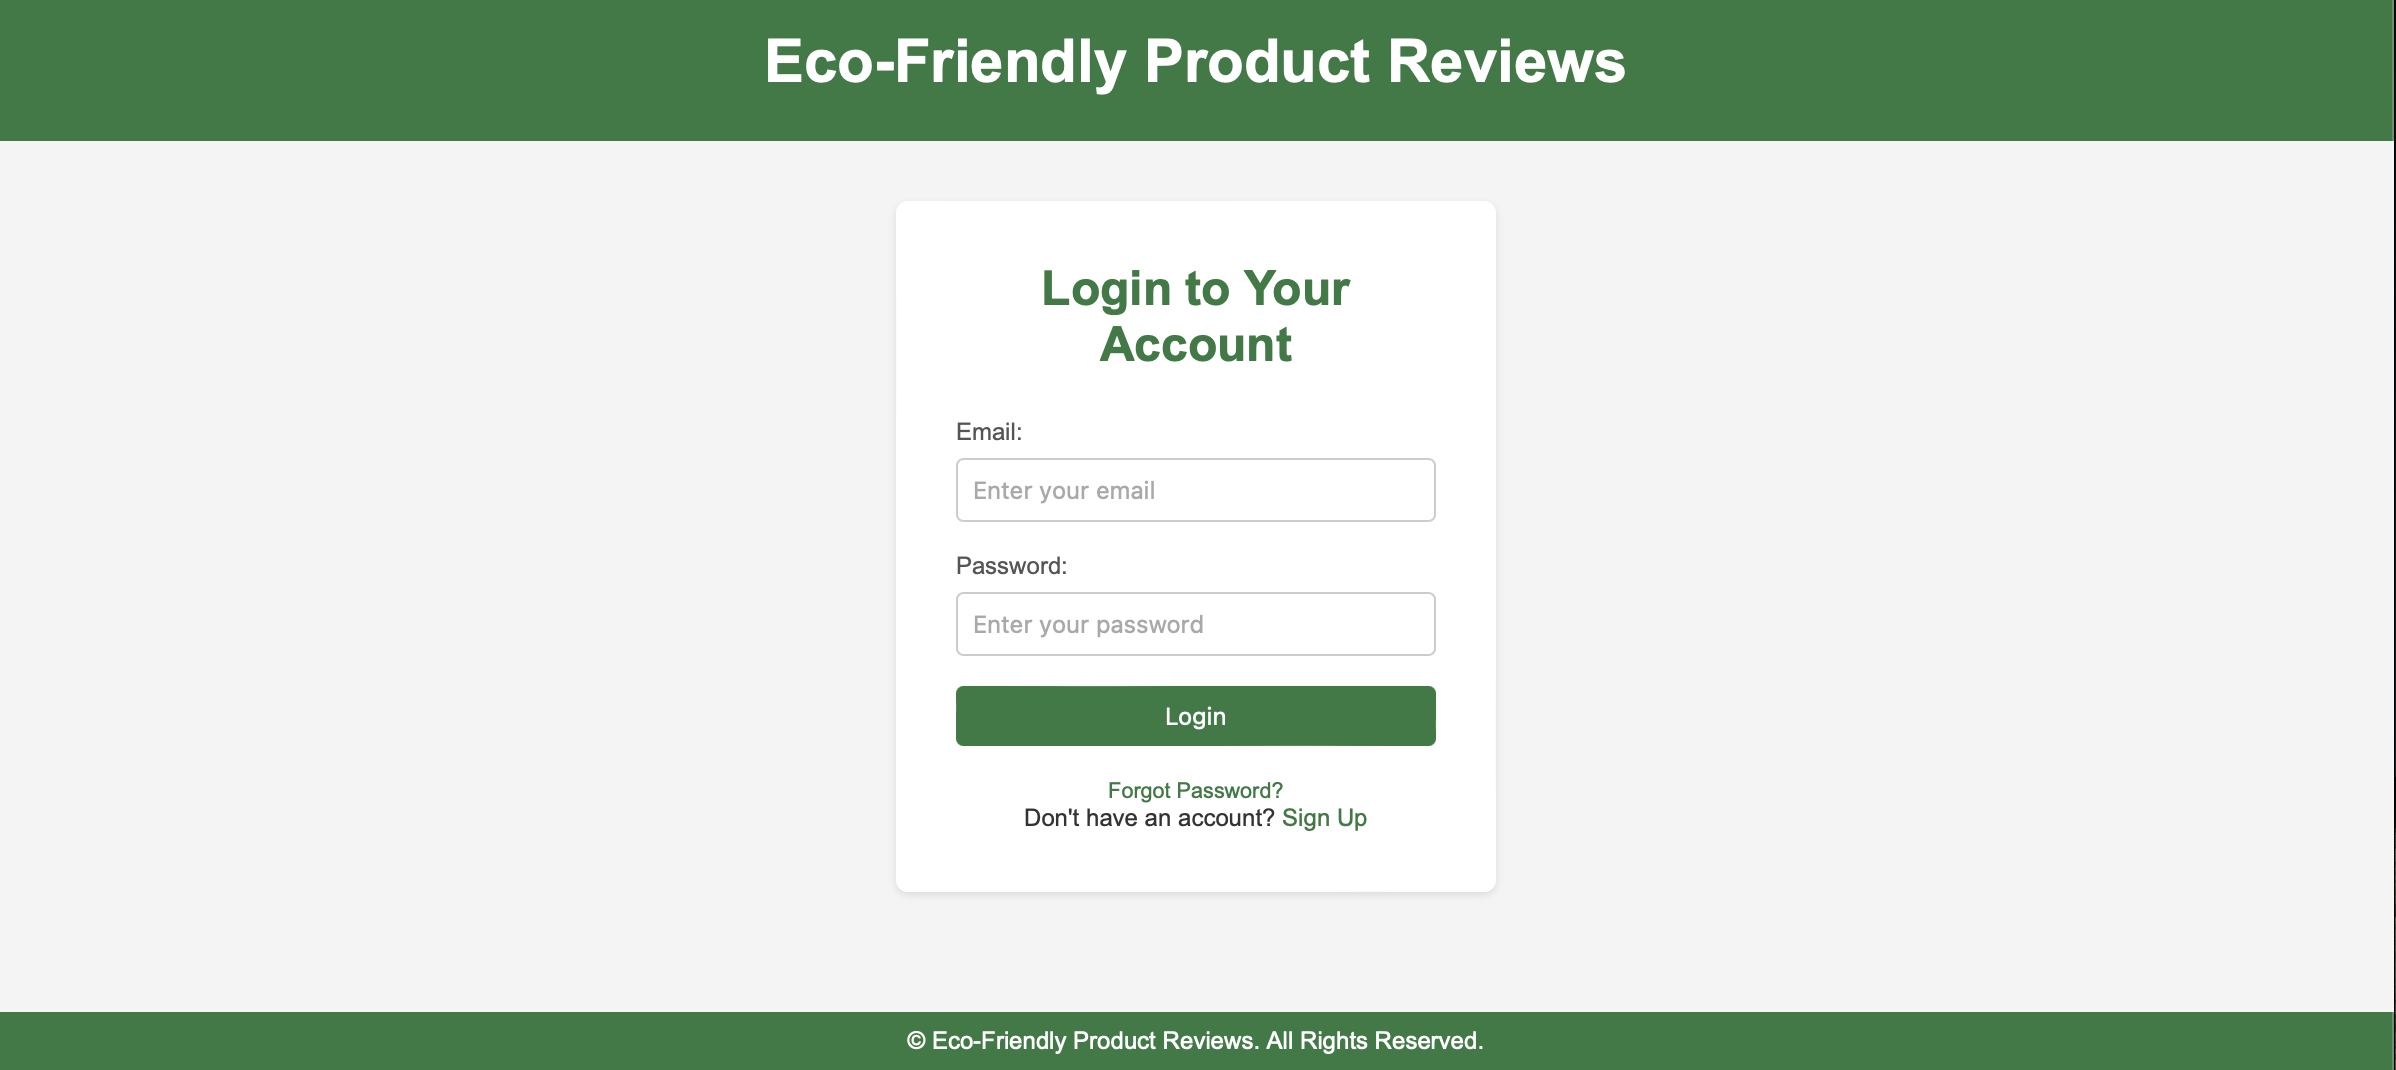 Eco-Friendly Product Reviews
Login to Your
Account
Email:
Enter your email
Password:
Enter your password
Login
Forgot Password?
Don't have an account? Sign Up
© Eco-Friendly Product Reviews. All Rights Reserved.